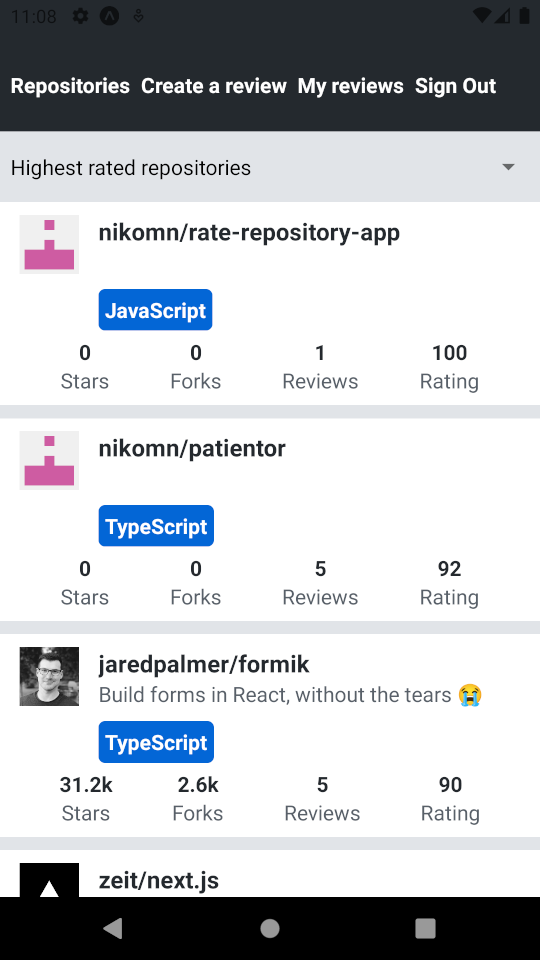 11:08
Repositories Create a review My reviews Sign Out
Highest rated repositories
nikomn/rate-repository-app
JavaScript
0 0 1 100
Stars Forks Reviews Rating
nikomn/patientor
TypeScript
0 0 5 92
Stars Forks Reviews Rating
jaredpalmer/formik
Build forms in React, without the tears 😭
TypeScript
31.2k 2.6k 5 90
Stars Forks Reviews Rating
zeit/next.js